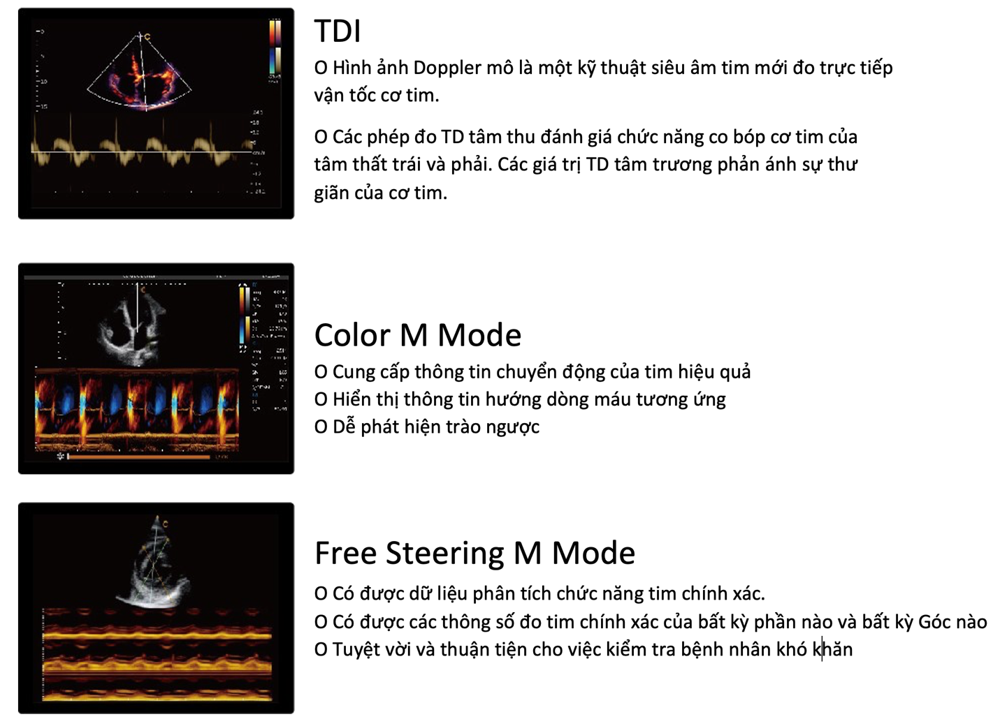 TDI
O Hình ảnh Doppler mô là một kỹ thuật siêu âm tim mới đo trực tiếp
vận tốc cơ tim.
O Các phép đo TD tâm thu đánh giá chức năng co bóp cơ tim của
tâm thất trái và phải. Các giá trị TD tâm trương phản ánh sự thư
giãn của cơ tim.
Color M Mode
O Cung cấp thông tin chuyển động của tim hiệu quả
O Hiển thị thông tin hướng dòng máu tương ứng
O Dễ phát hiện trào ngược
Free Steering M Mode
O Có được dữ liệu phân tích chức năng tim chính xác.
O Có được các thông số đo tim chính xác của bất kỳ phần nào và bất kỳ Góc nào
O Tuyệt vời và thuận tiện cho việc kiểm tra bệnh nhân khó khăn